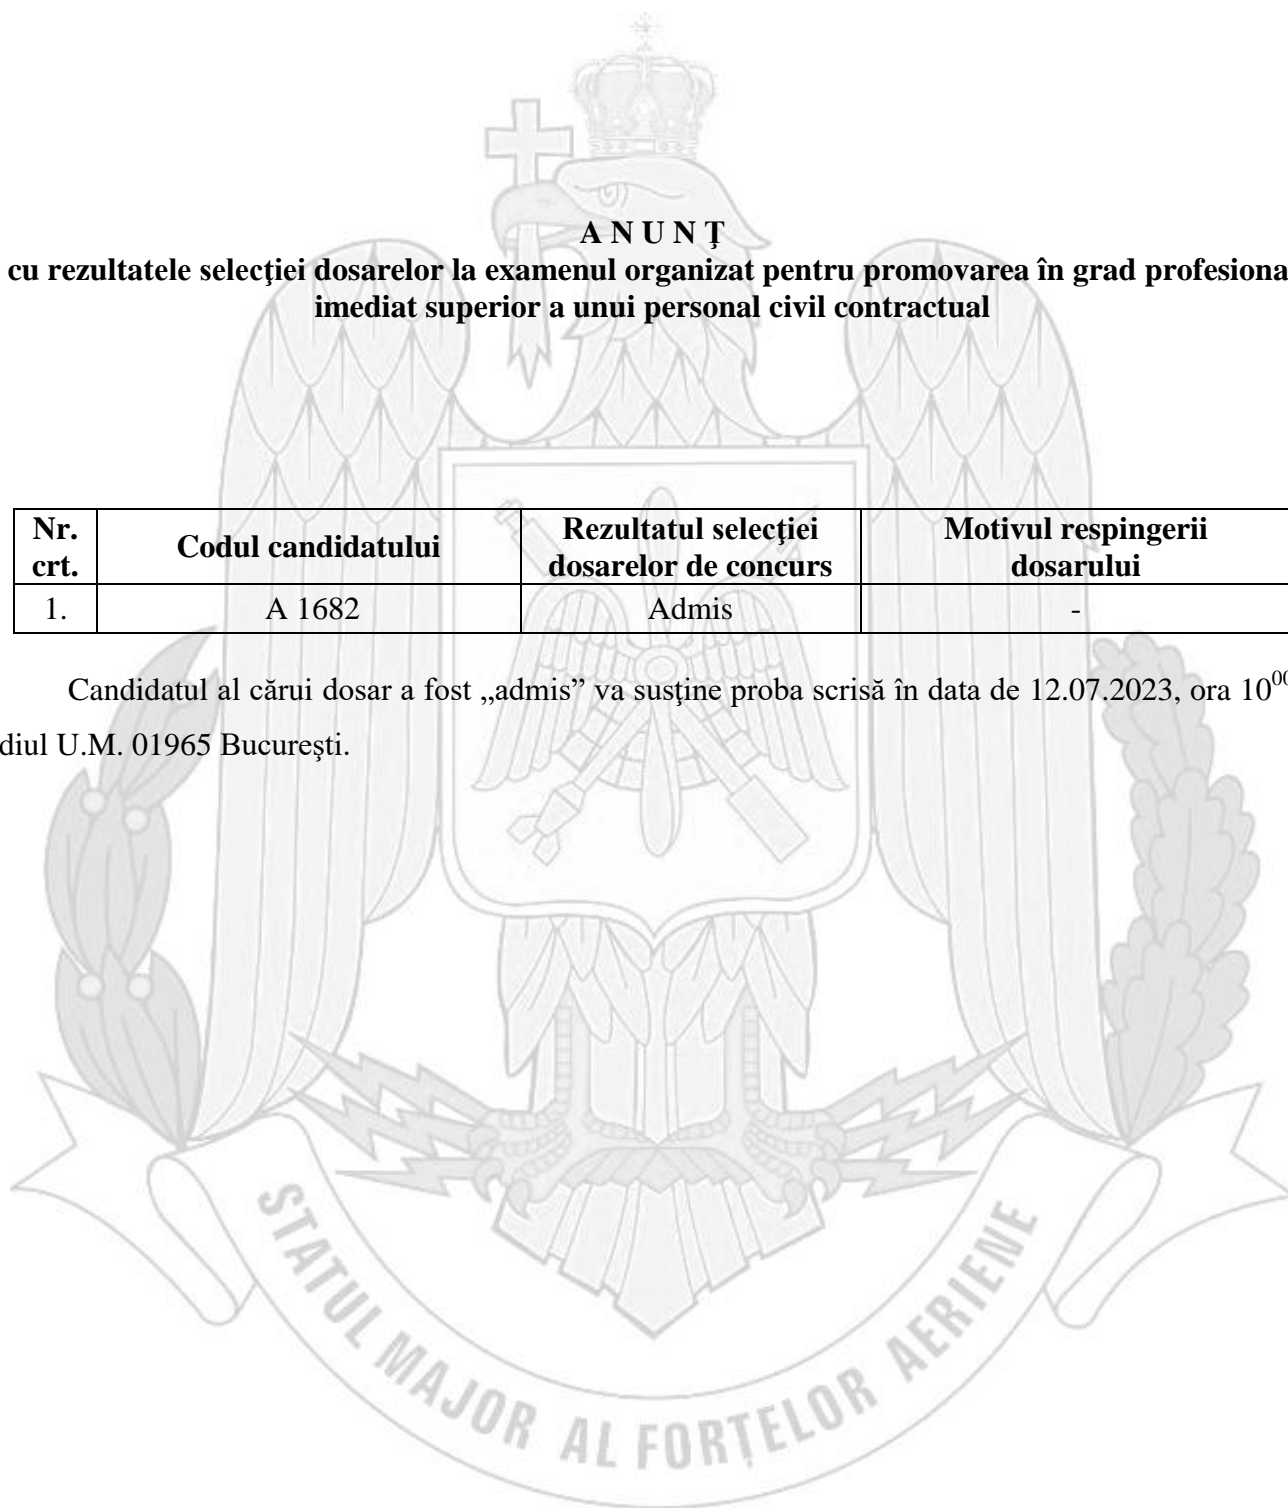 A N U N Ţ
cu rezultatele selecţiei dosarelor la examenul organizat pentru promovarea în grad profesiona
imediat superior a unui personal civil contractual
Nr. crt. Codul candidatului Rezultatul selecţiei dosarelor de concurs Motivul respingerii dosarului
1. A 1682 Admis -
Candidatul al cărui dosar a fost „admis” va susţine proba scrisă în data de 12.07.2023, ora 10⁰⁰
diul U.M. 01965 Bucureşti.
STATUL MAJOR AL FORȚELOR AERIENE